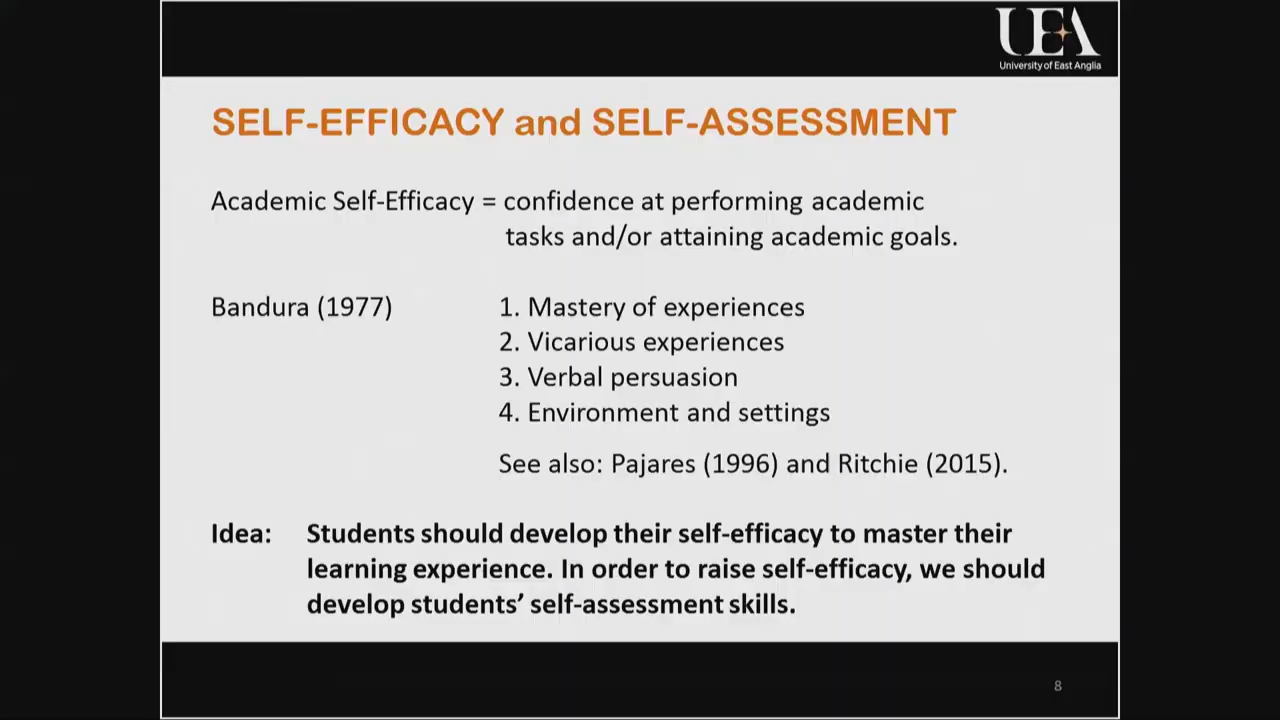 UEA
University of East Anglia
SELF-EFFICACY and SELF-ASSESSMENT
Academic Self-Efficacy = confidence at performing academic
tasks and/or attaining academic goals.
Bandura (1977) 1. Mastery of experiences
2. Vicarious experiences
3. Verbal persuasion
4. Environment and settings
See also: Pajares (1996) and Ritchie (2015).
Idea: Students should develop their self-efficacy to master their
learning experience. In order to raise self-efficacy, we should
develop students’ self-assessment skills.
8